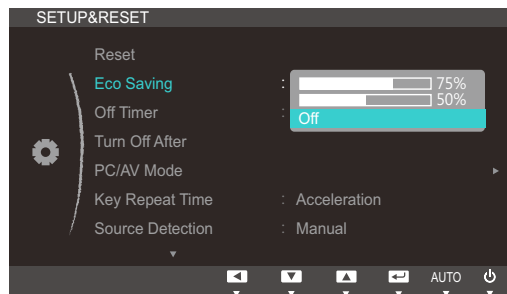 SETUP&RESET
Reset
Eco Saving : 75%
50%
Off Timer : Off
Turn Off After
PC/AV Mode
Key Repeat Time : Acceleration
Source Detection : Manual
AUTO